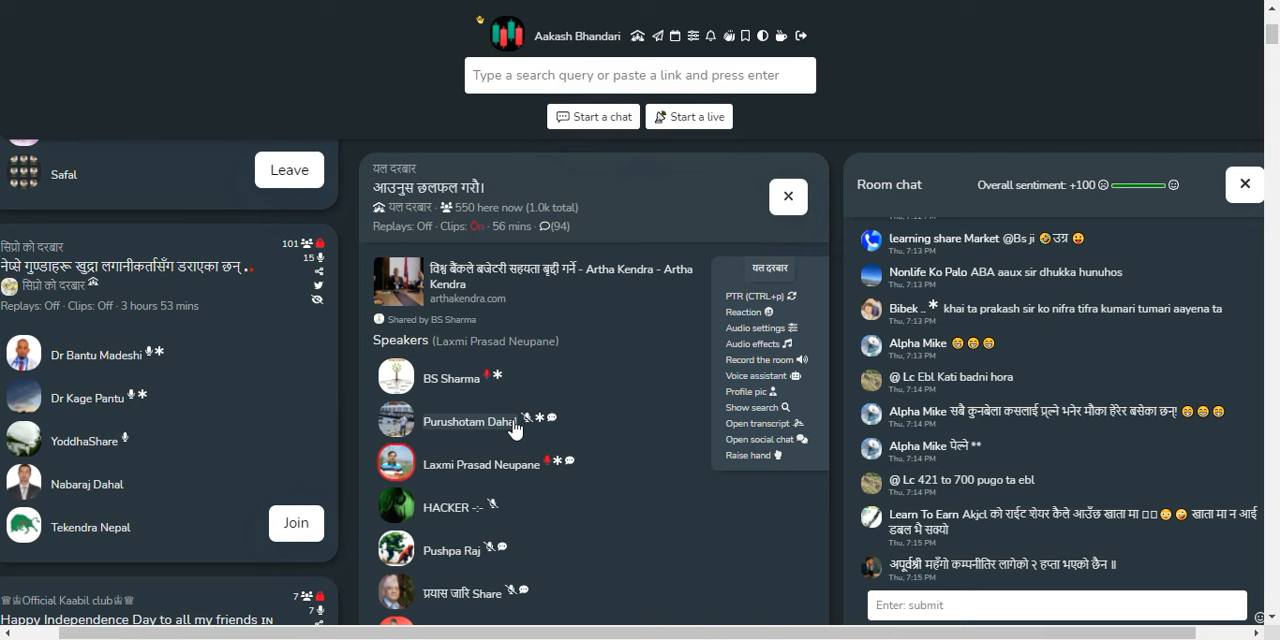 Aakash Bhandari
Type a search query or paste a link and press enter
Start a chat
Start a live
Safal
Leave
सिप्रो को दरबार
101
15
नेप्से गुण्डाहरू खुद्रा लगानीकर्तासँग डराएका छन् ..
सिप्रो को दरबार
Replays: Off · Clips: Off · 3 hours 53 mins
Dr Bantu Madeshi
Dr Kage Pantu
YoddhaShare
Nabaraj Dahal
Tekendra Nepal
Join
♕♔Official Kaabil club♔♕
7
7
Happy Independence Day to all my friends IN
यल दरबार
आउनुस छलफल गरौ।
यल दरबार · 550 here now (1.0k total)
Replays: Off · Clips: On · 56 mins · (94)
विश्व बैंकले बजेटरी सहयता बृद्दी गर्ने - Artha Kendra - Artha
Kendra
arthakendra.com
Shared by BS Sharma
Speakers (Laxmi Prasad Neupane)
BS Sharma
Purushotam Dahal
Laxmi Prasad Neupane
HACKER -:-
Pushpa Raj
प्रयास जारि Share
यल दरबार
PTR (CTRL+p)
Reaction
Audio settings
Audio effects
Record the room
Voice assistant
Profile pic
Show search
Open transcript
Open social chat
Raise hand
Room chat
Overall sentiment: +100
Thu, 7:12 PM
learning share Market @Bs ji 🤣उग्र 😛
Thu, 7:13 PM
Nonlife Ko Palo ABA aaux sir dhukka hunuhos
Thu, 7:13 PM
Bibek .. * khai ta prakash sir ko nifra tifra kumari tumari aayena ta
Thu, 7:13 PM
Alpha Mike 😁😁😁
Thu, 7:13 PM
@ Lc Ebl Kati badni hora
Thu, 7:14 PM
Alpha Mike सबै कुनबेला कसलाई प्र्ल्ने भनेर मौका हेरेर बसेका छन्! 😁😁😁
Thu, 7:14 PM
Alpha Mike पेल्ने **
Thu, 7:14 PM
@ Lc 421 to 700 pugo ta ebl
Thu, 7:14 PM
Learn To Earn Akjcl को राईट शेयर कैले आउँछ खाता मा □□😳🤪 खाता मा न आई
डबल भै सक्यो
Thu, 7:15 PM
अपूर्वश्री महँगो कम्पनीतिर लागेको २ हप्ता भएको छैन ॥
Thu, 7:15 PM
Enter: submit